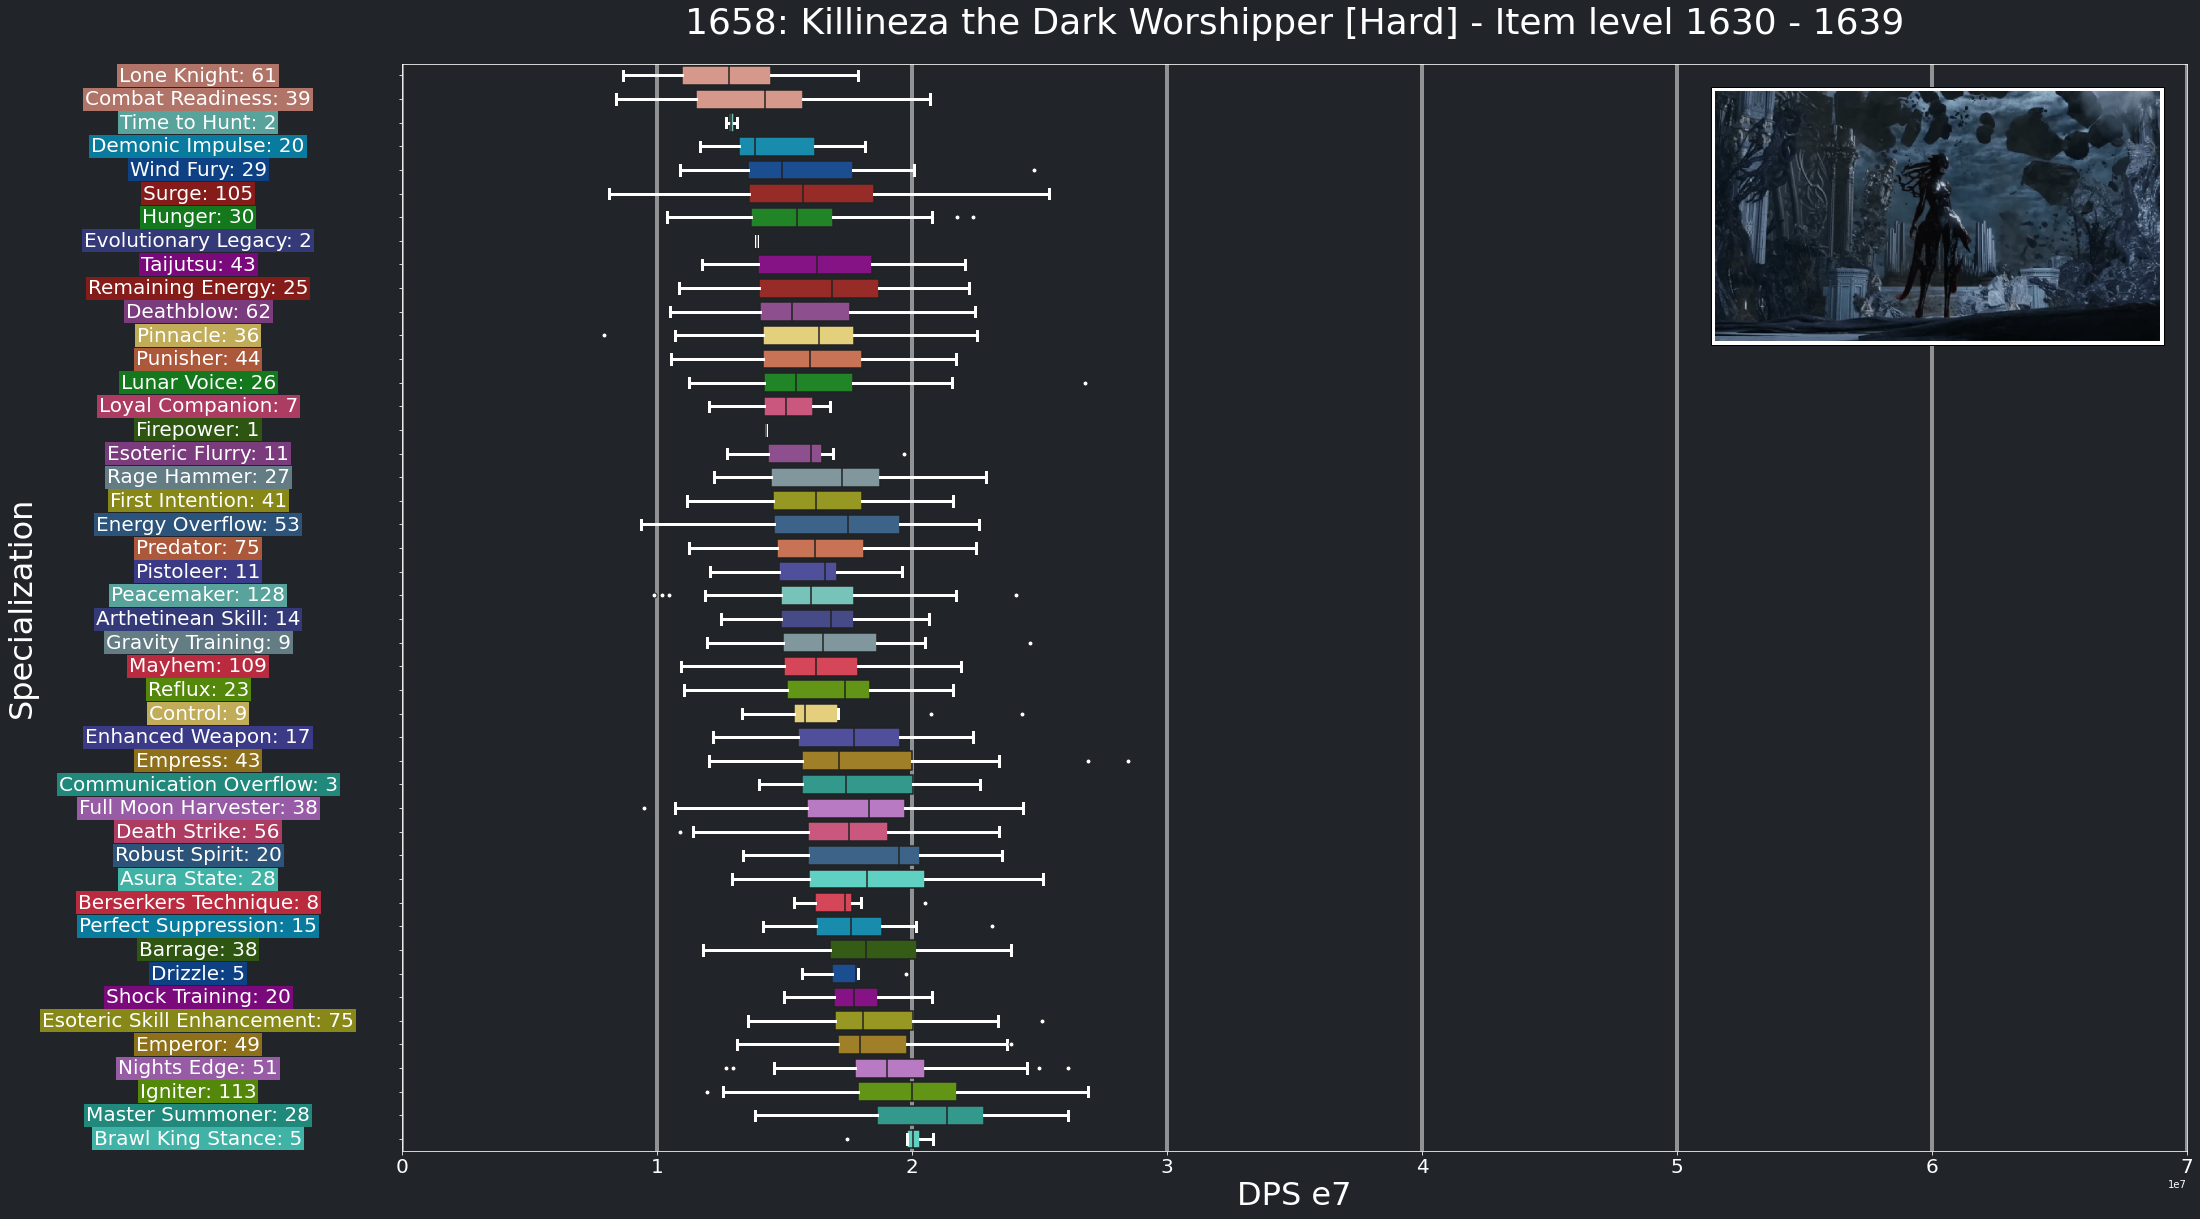 1658: Killineza the Dark Worshipper [Hard] - Item level 1630 - 1639
Specialization
Lone Knight: 61
Combat Readiness: 39
Time to Hunt: 2
Demonic Impulse: 20
Wind Fury: 29
Surge: 105
Hunger: 30
Evolutionary Legacy: 2
Taijutsu: 43
Remaining Energy: 25
Deathblow: 62
Pinnacle: 36
Punisher: 44
Lunar Voice: 26
Loyal Companion: 7
Firepower: 1
Esoteric Flurry: 11
Rage Hammer: 27
First Intention: 41
Energy Overflow: 53
Predator: 75
Pistoleer: 11
Peacemaker: 128
Arthetinean Skill: 14
Gravity Training: 9
Mayhem: 109
Reflux: 23
Control: 9
Enhanced Weapon: 17
Empress: 43
Communication Overflow: 3
Full Moon Harvester: 38
Death Strike: 56
Robust Spirit: 20
Asura State: 28
Berserkers Technique: 8
Perfect Suppression: 15
Barrage: 38
Drizzle: 5
Shock Training: 20
Esoteric Skill Enhancement: 75
Emperor: 49
Nights Edge: 51
Igniter: 113
Master Summoner: 28
Brawl King Stance: 5
0 1 2 3 4 5 6 7
1e7
DPS e7